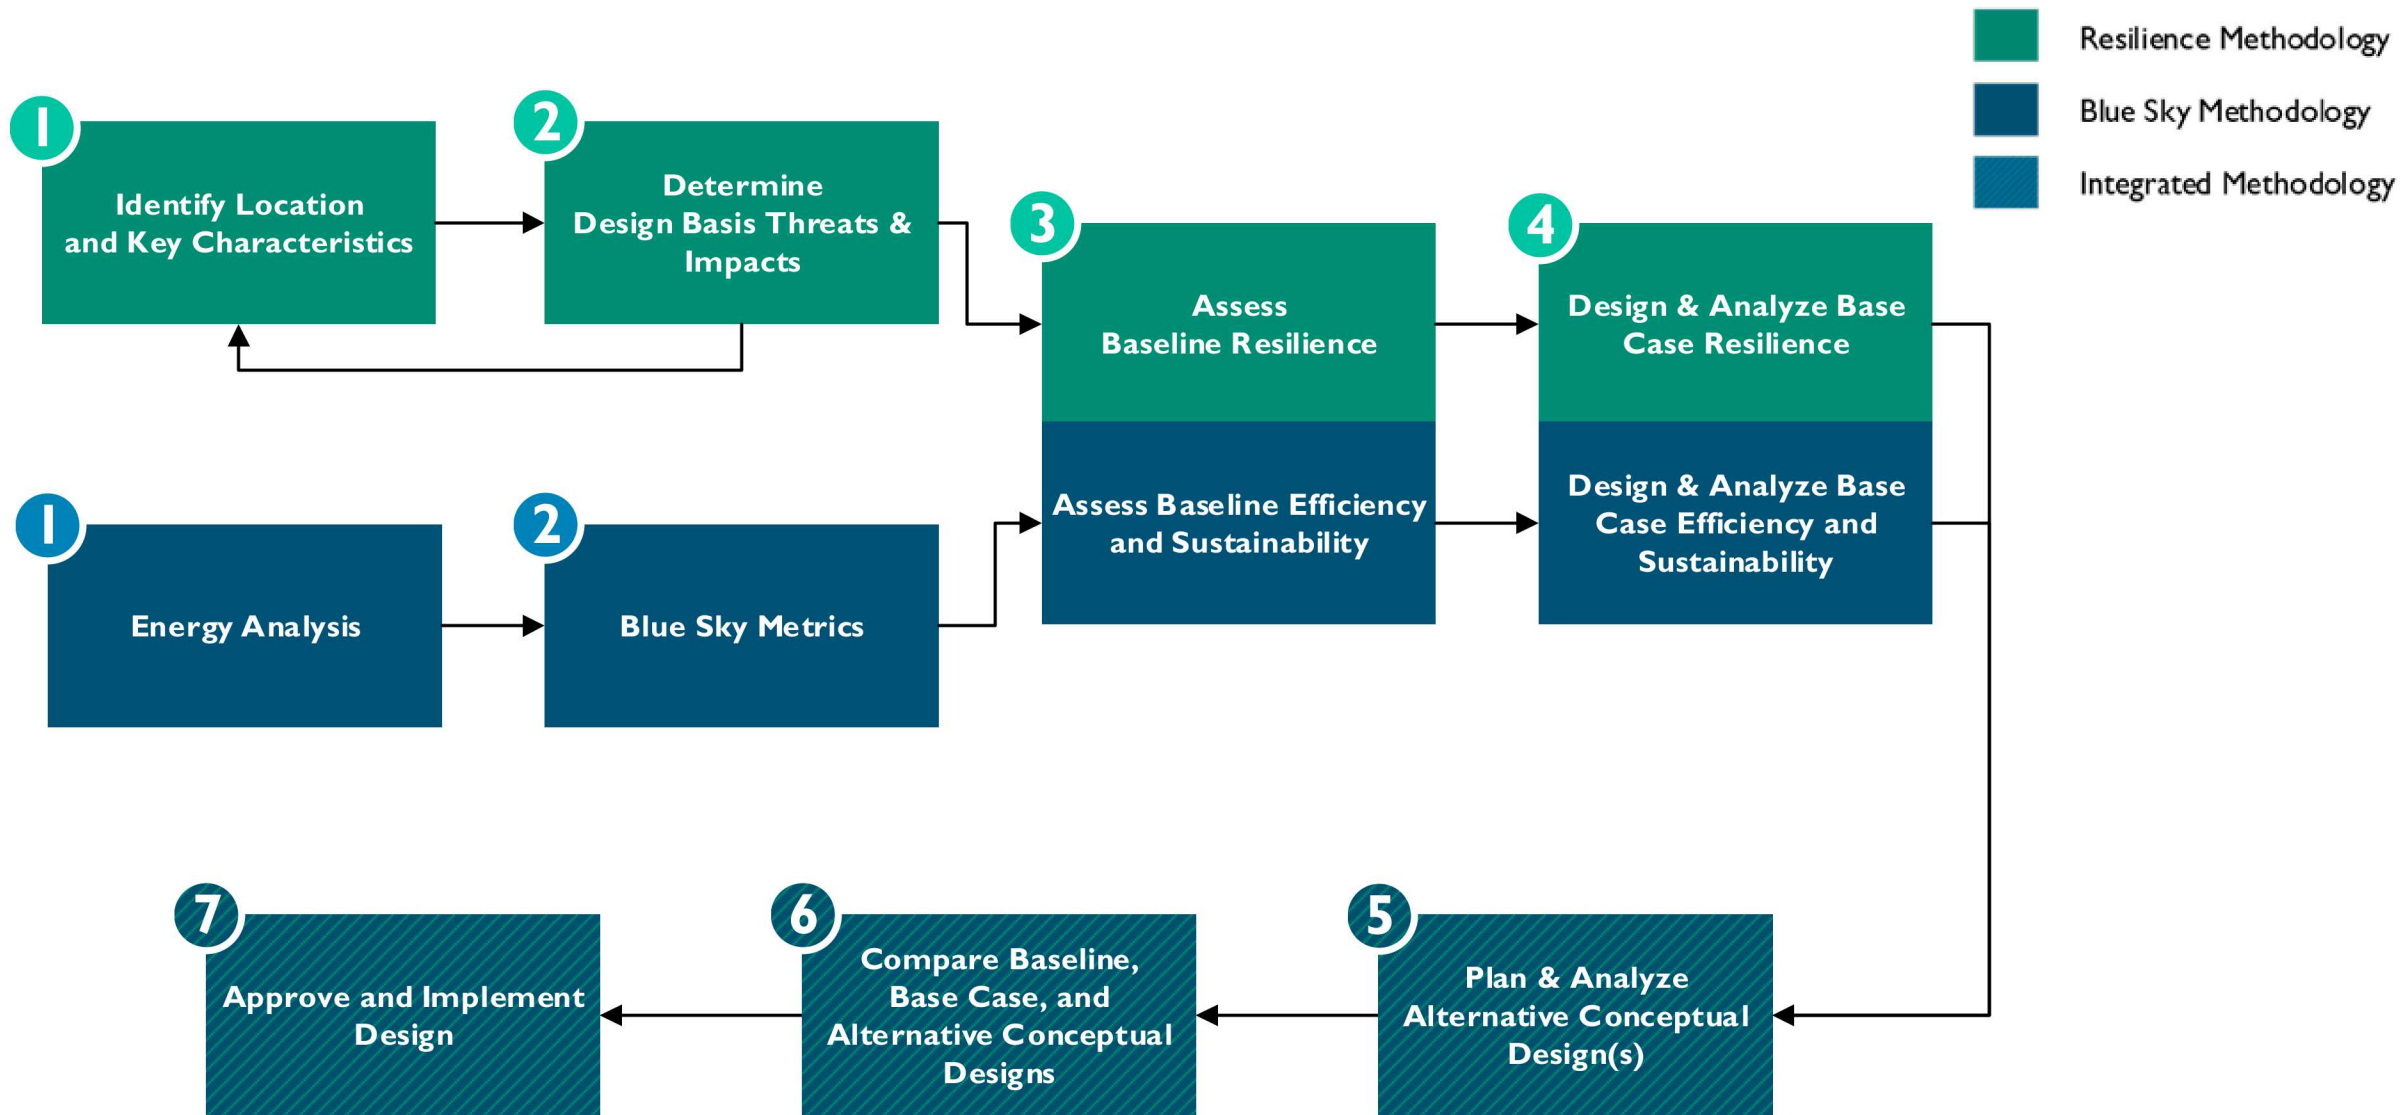 Resilience Methodology
Blue Sky Methodology
Integrated Methodology
1
Identify Location
and Key Characteristics
2
Determine
Design Basis Threats &
Impacts
3
Assess
Baseline Resilience
4
Design & Analyze Base
Case Resilience
1
Energy Analysis
2
Blue Sky Metrics
Assess Baseline Efficiency
and Sustainability
Design & Analyze Base
Case Efficiency and
Sustainability
7
Approve and Implement
Design
6
Compare Baseline,
Base Case, and
Alternative Conceptual
Designs
5
Plan & Analyze
Alternative Conceptual
Design(s)